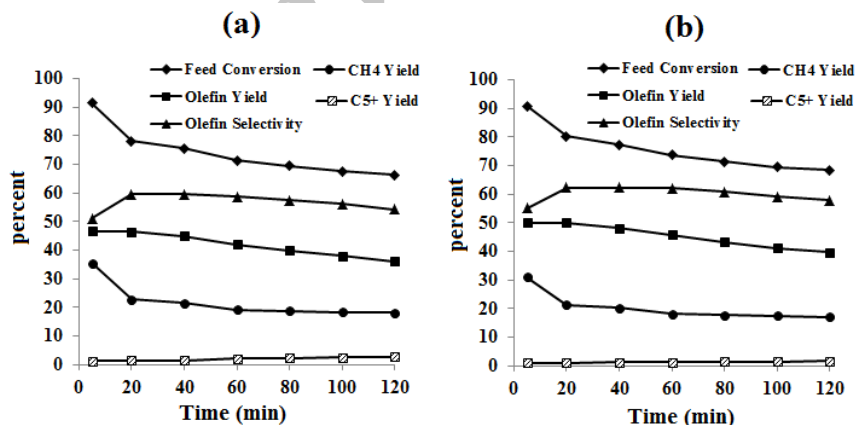 (a)
Feed Conversion CH4 Yield
Olefin Yield C5+ Yield
Olefin Selectivity
100
90
80
70
60
50
40
30
20
10
0
percent
0 20 40 60 80 100 120
Time (min)
(b)
Feed Conversion CH4 Yield
Olefin Yield C5+ Yield
Olefin Selectivity
100
90
80
70
60
50
40
30
20
10
0
percent
0 20 40 60 80 100 120
Time (min)